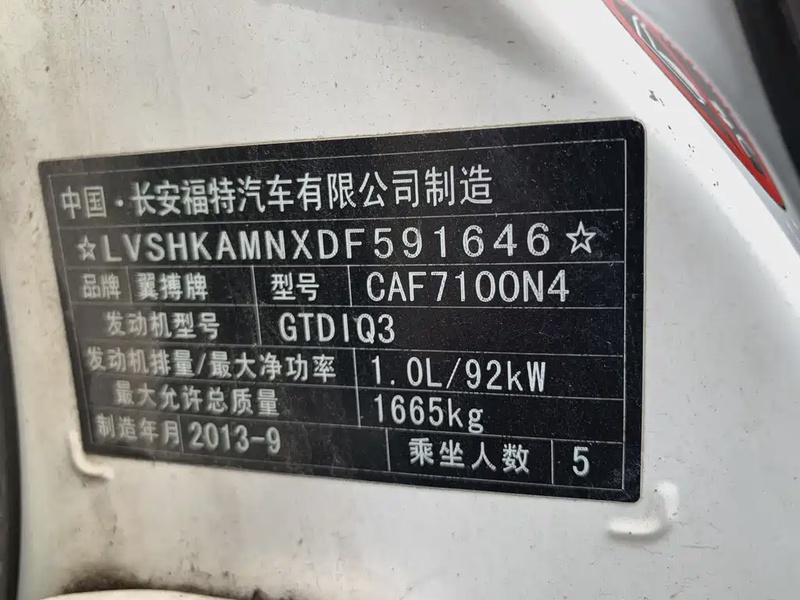 中国·长安福特汽车有限公司制造
☆LVSHKAMNXDF591646☆
品牌 翼搏牌 型号 CAF7100N4
发动机型号 GTDIQ3
发动机排量/最大净功率 1.0L/92kW
最大允许总质量 1665kg
制造年月 2013-9 乘坐人数 5